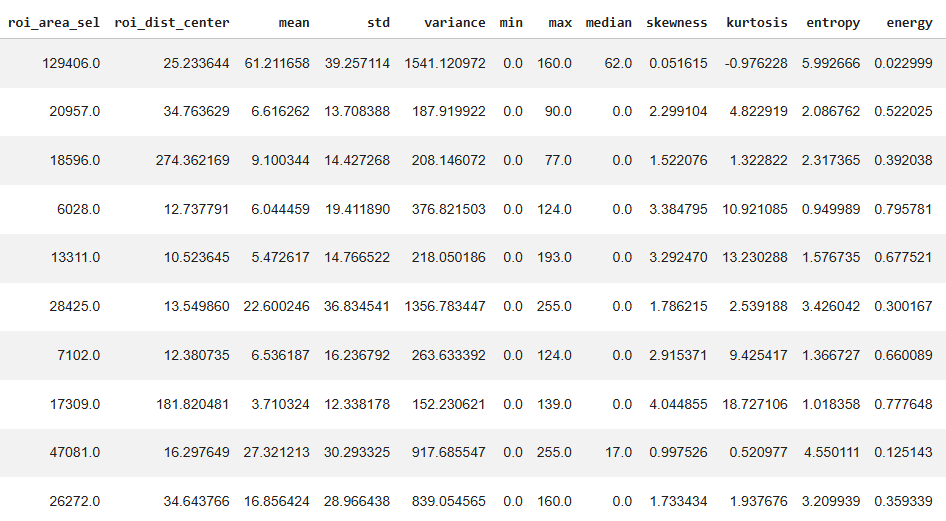 roi_area_sel roi_dist_center mean std variance min max median skewness kurtosis entropy energy
129406.0 25.233644 61.211658 39.257114 1541.120972 0.0 160.0 62.0 0.051615 -0.976228 5.992666 0.022999
20957.0 34.763629 6.616262 13.708388 187.919922 0.0 90.0 0.0 2.299104 4.822919 2.086762 0.522025
18596.0 274.362169 9.100344 14.427268 208.146072 0.0 77.0 0.0 1.522076 1.322822 2.317365 0.392038
6028.0 12.737791 6.044459 19.411890 376.821503 0.0 124.0 0.0 3.384795 10.921085 0.949989 0.795781
13311.0 10.523645 5.472617 14.766522 218.050186 0.0 193.0 0.0 3.292470 13.230288 1.576735 0.677521
28425.0 13.549860 22.600246 36.834541 1356.783447 0.0 255.0 0.0 1.786215 2.539188 3.426042 0.300167
7102.0 12.380735 6.536187 16.236792 263.633392 0.0 124.0 0.0 2.915371 9.425417 1.366727 0.660089
17309.0 181.820481 3.710324 12.338178 152.230621 0.0 139.0 0.0 4.044855 18.727106 1.018358 0.777648
47081.0 16.297649 27.321213 30.293325 917.685547 0.0 255.0 17.0 0.997526 0.520977 4.550111 0.125143
26272.0 34.643766 16.856424 28.966438 839.054565 0.0 160.0 0.0 1.733434 1.937676 3.209939 0.359339